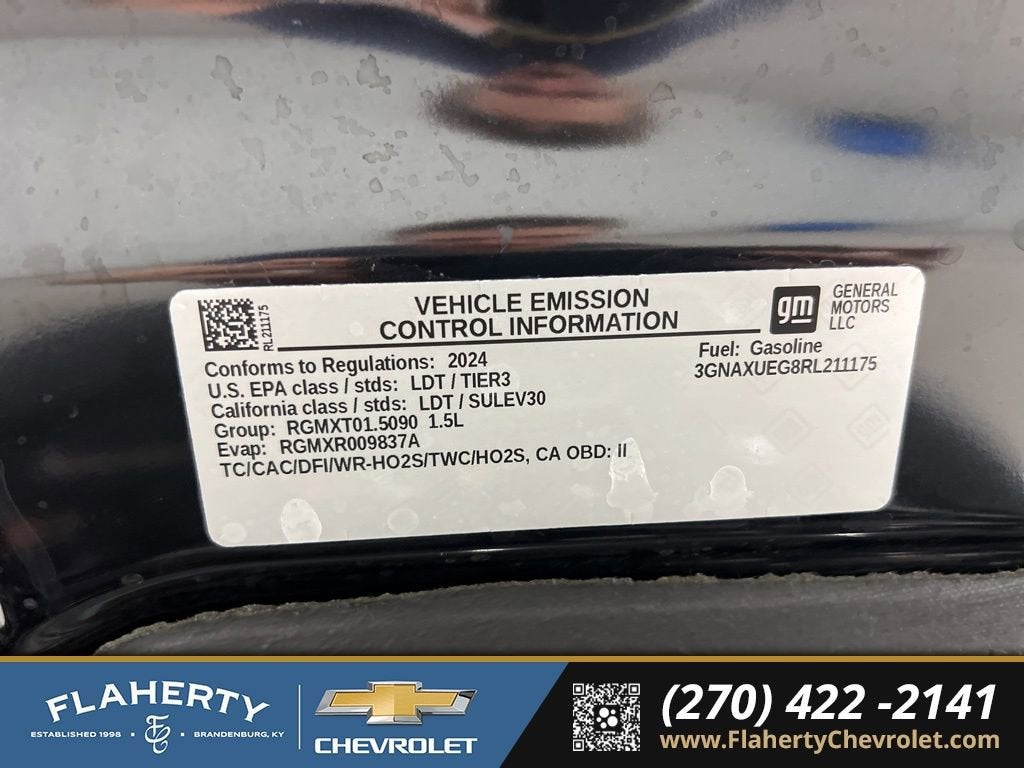 VEHICLE EMISSION
CONTROL INFORMATION
RL211175
gm
GENERAL
MOTORS
LLC
Conforms to Regulations: 2024
U.S. EPA class / stds: LDT / TIER3
California class / stds: LDT / SULEV30
Group: RGMXT01.5090 1.5L
Evap: RGMXR009837A
TC/CAC/DFI/WR-HO2S/TWC/HO2S, CA OBD: II
Fuel: Gasoline
3GNAXUEG8RL211175
FLAHERTY
ESTABLISHED 1998 • • BRANDENBURG, KY
CHEVROLET
(270) 422 -2141
www.FlahertyChevrolet.com